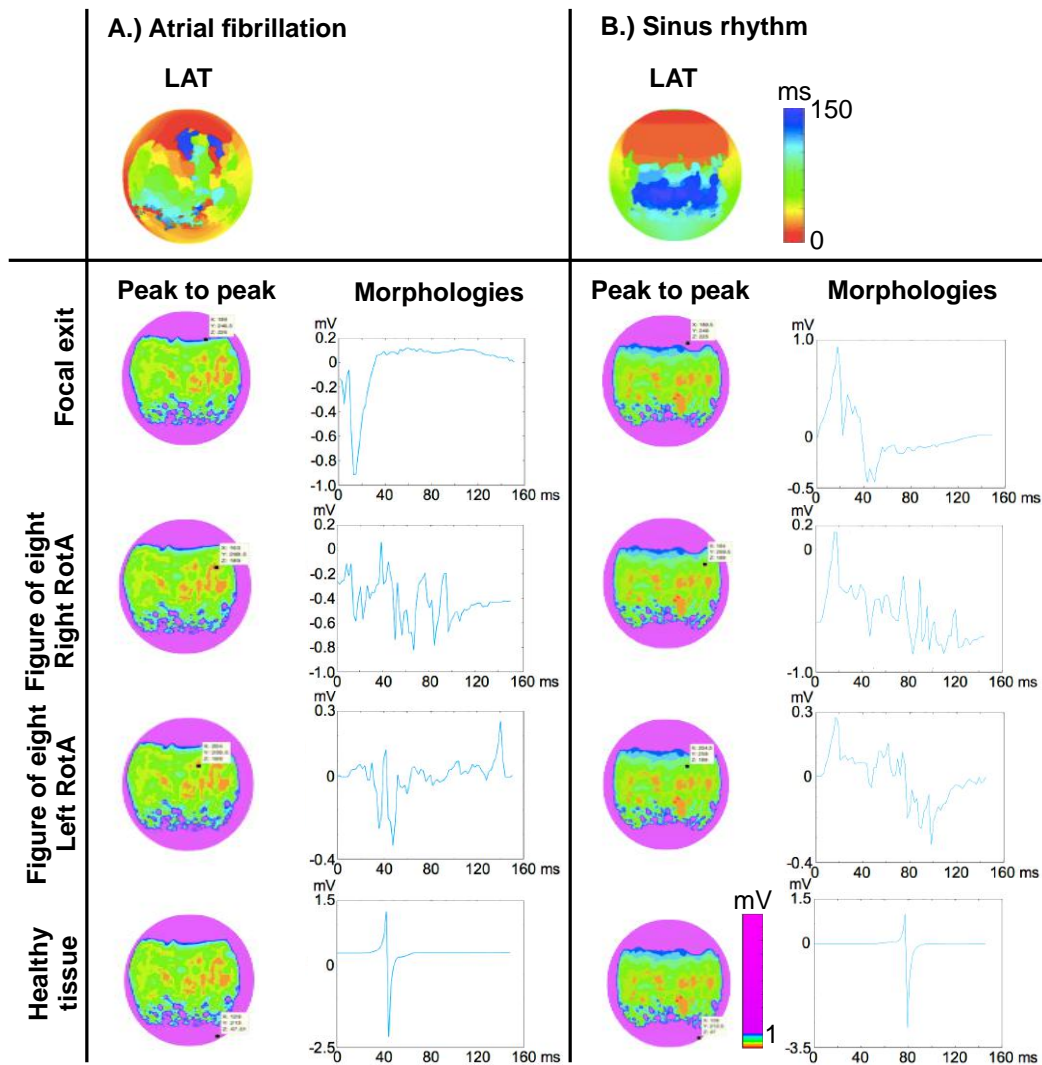 A.) Atrial fibrillation
B.) Sinus rhythm
LAT
LAT
ms
150
0
Peak to peak
Morphologies
Peak to peak
Morphologies
Focal exit
mV
0.2
0
-0.2
-0.4
-0.6
-0.8
-1.0
0 40 80 120 160 ms
mV
1.0
0
-0.5
0 40 80 120 160 ms
Figure of eight
Right RotA
mV
0.2
0
-0.2
-0.4
-0.6
-0.8
-1.0
0 40 80 120 160 ms
mV
0.2
0
-1.0
0 40 80 120 160 ms
Figure of eight
Left RotA
mV
0.3
0
-0.4
0 40 80 120 160 ms
mV
0.3
0
-0.4
0 40 80 120 160 ms
Healthy
tissue
mV
1.5
0
-2.5
0 40 80 120 160 ms
mV
1
mV
1.5
0
-3.5
0 40 80 120 160 ms